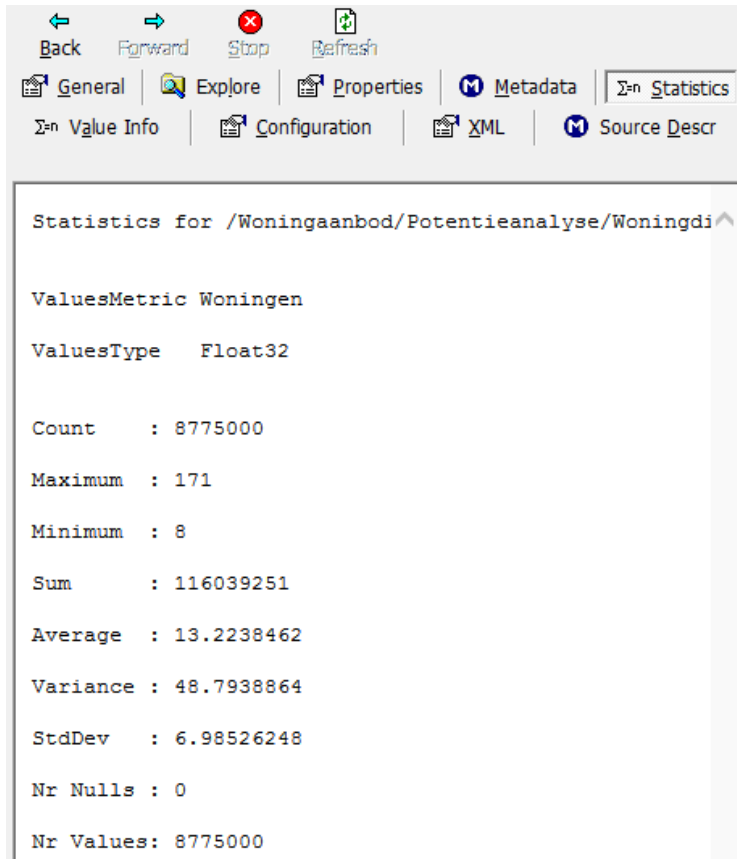 Back Forward Stop Refresh
General Explore Properties Metadata Σ=n Statistics
Σ=n Value Info Configuration XML Source Descr
Statistics for /Woningaanbod/Potentieanalyse/Woningdi
ValuesMetric Woningen
ValuesType Float32
Count : 8775000
Maximum : 171
Minimum : 8
Sum : 116039251
Average : 13.2238462
Variance : 48.7938864
StdDev : 6.98526248
Nr Nulls : 0
Nr Values: 8775000